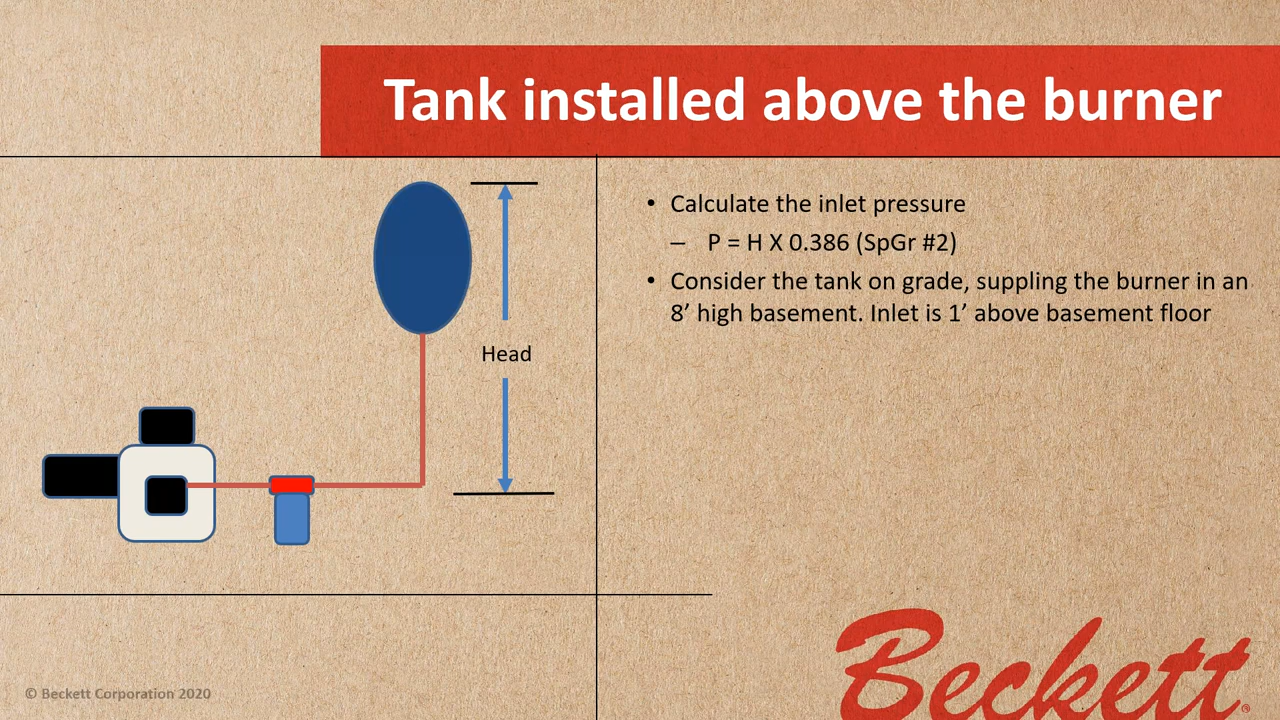 Tank installed above the burner
• Calculate the inlet pressure
– P = H X 0.386 (SpGr #2)
• Consider the tank on grade, suppling the burner in an
8’ high basement. Inlet is 1’ above basement floor
Head
© Beckett Corporation 2020
Beckett®